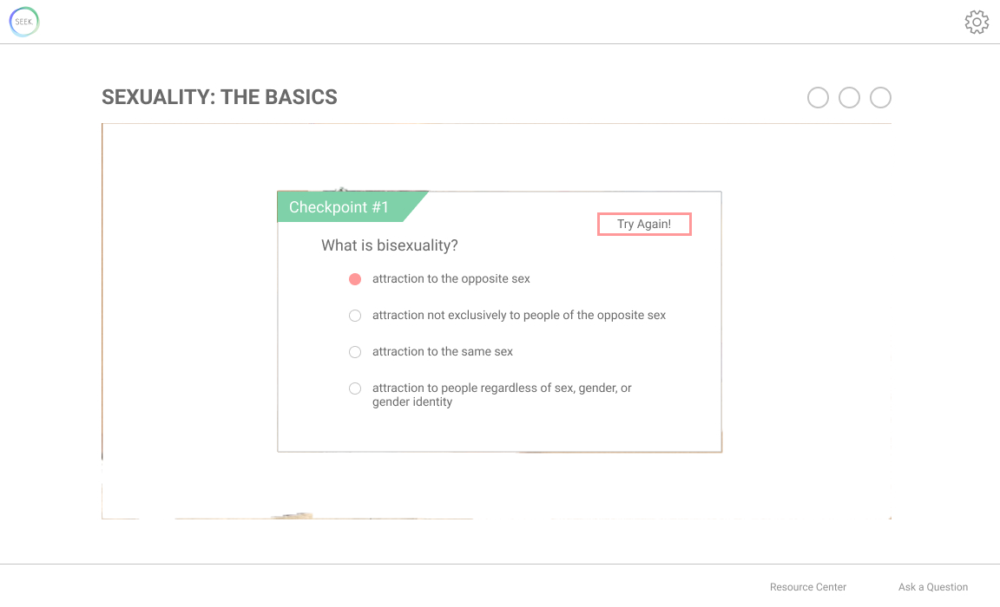 SEEK.
SEXUALITY: THE BASICS
Checkpoint #1
Try Again!
What is bisexuality?
attraction to the opposite sex
attraction not exclusively to people of the opposite sex
attraction to the same sex
attraction to people regardless of sex, gender, or
gender identity
Resource Center
Ask a Question